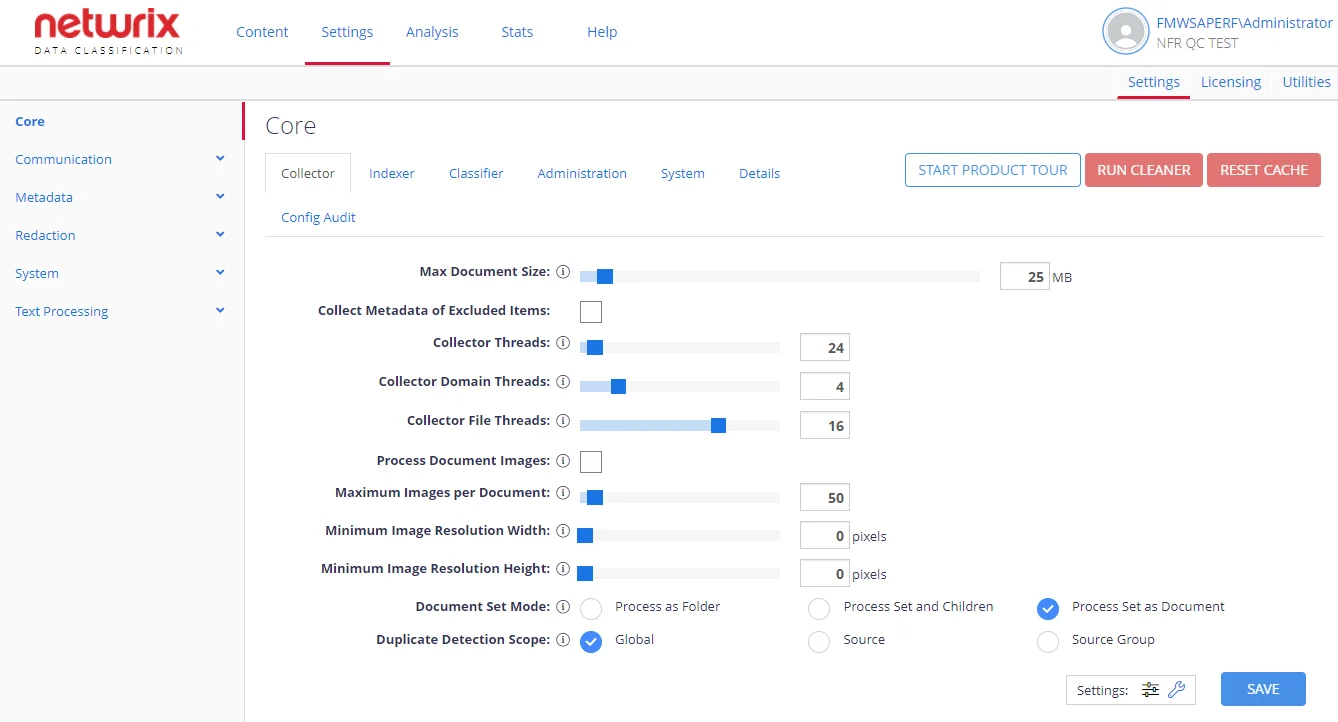 netwrix
DATA CLASSIFICATION
Content Settings Analysis Stats Help
FMWSAPERF\Administrator
NFR QC TEST
Settings Licensing Utilities
Core
Communication
Metadata
Redaction
System
Text Processing
Core
Collector Indexer Classifier Administration System Details
START PRODUCT TOUR RUN CLEANER RESET CACHE
Config Audit
Max Document Size: 25 MB
Collect Metadata of Excluded Items:
Collector Threads: 24
Collector Domain Threads: 4
Collector File Threads: 16
Process Document Images:
Maximum Images per Document: 50
Minimum Image Resolution Width: 0 pixels
Minimum Image Resolution Height: 0 pixels
Document Set Mode: Process as Folder Process Set and Children Process Set as Document
Duplicate Detection Scope: Global Source Source Group
Settings: SAVE